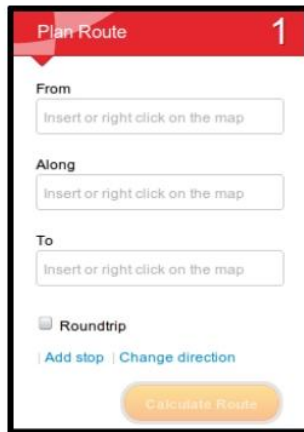 Plan Route 1
From
Insert or right click on the map
Along
Insert or right click on the map
To
Insert or right click on the map
Roundtrip
| Add stop | Change direction
Calculate Route